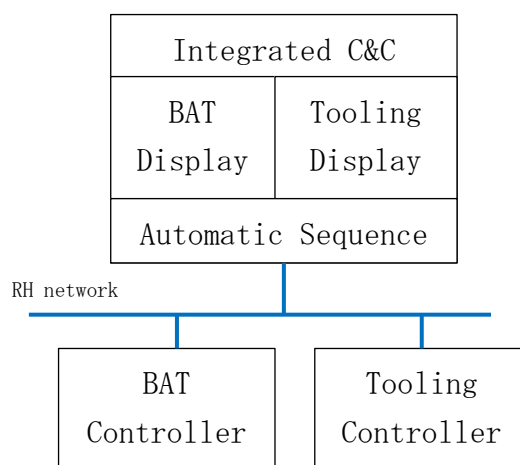 Integrated C&C
BAT
Display
Tooling
Display
Automatic Sequence
RH network
BAT
Controller
Tooling
Controller